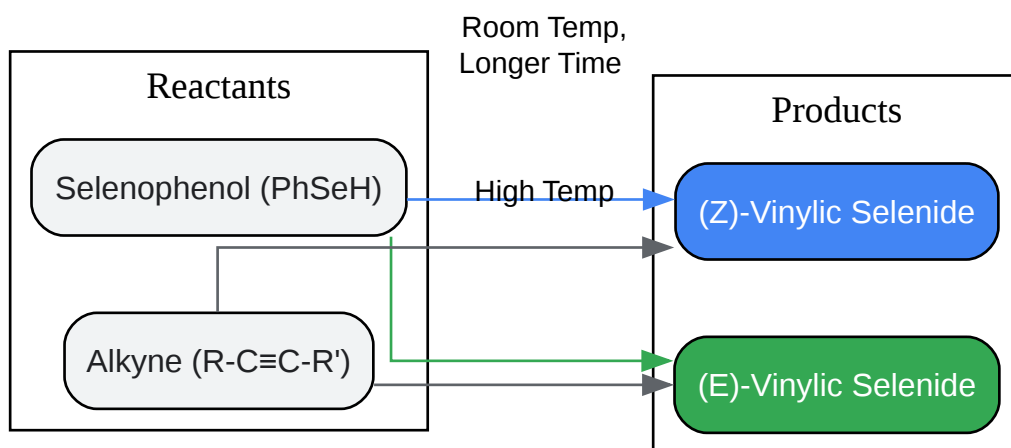 Room Temp,
Longer Time
Reactants
Products
Selenophenol (PhSeH)
High Temp
(Z)-Vinylic Selenide
Alkyne (R-C≡C-R')
(E)-Vinylic Selenide